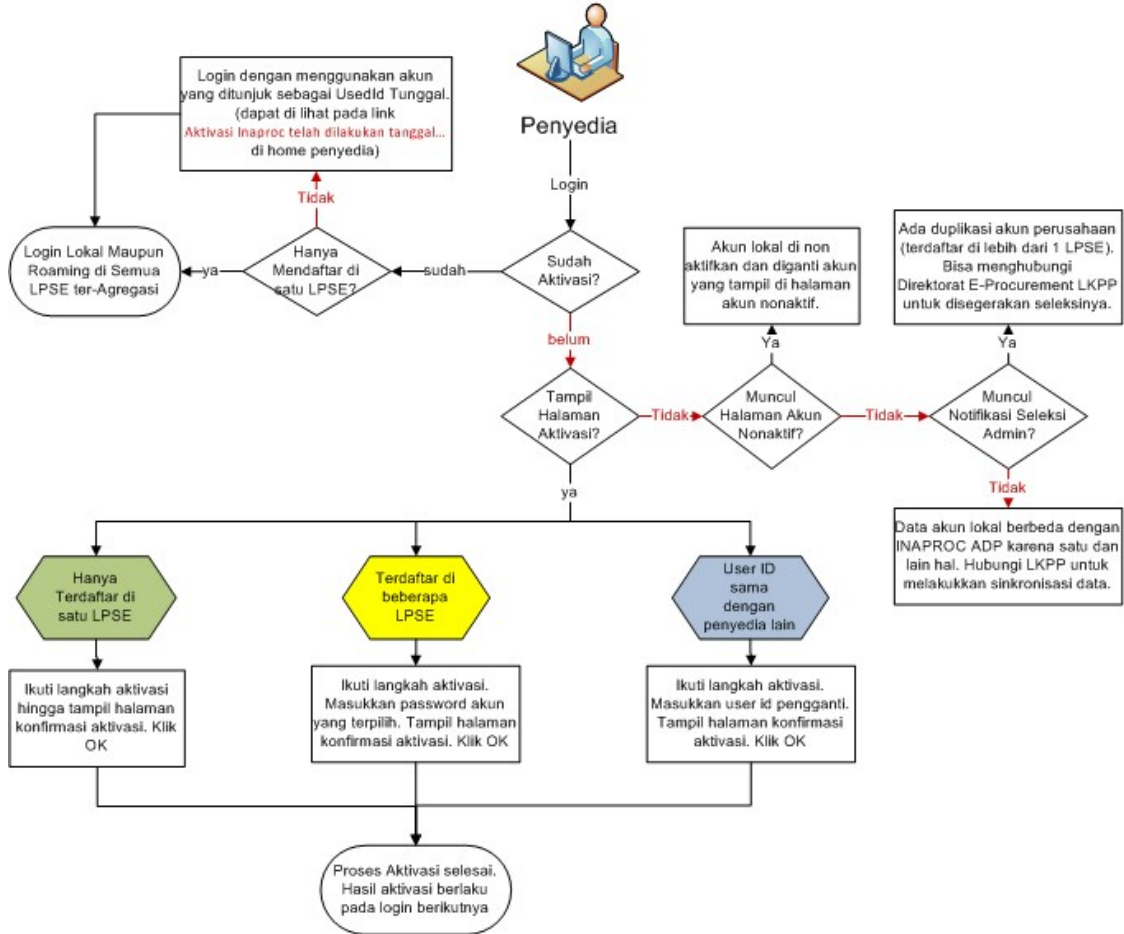 Penyedia
Login
Login dengan menggunakan akun
yang ditunjuk sebagai UsedId Tunggal.
(dapat di lihat pada link
Aktivasi Inaproc telah dilakukan tanggal...
di home penyedia)
Tidak
Login Lokal Maupun
Roaming di Semua
LPSE ter-Agregasi
ya
Hanya
Mendaftar di
satu LPSE?
sudah
Sudah
Aktivasi?
belum
Akun lokal di non
aktifkan dan diganti akun
yang tampil di halaman
akun nonaktif.
Ya
Ada duplikasi akun perusahaan
(terdaftar di lebih dari 1 LPSE).
Bisa menghubungi
Direktorat E-Procurement LKPP
untuk disegerakan seleksinya.
Ya
Tampil
Halaman
Aktivasi?
Tidak
Muncul
Halaman Akun
Nonaktif?
Tidak
Muncul
Notifikasi Seleksi
Admin?
Tidak
ya
Data akun lokal berbeda dengan
INAPROC ADP karena satu dan
lain hal. Hubungi LKPP untuk
melakukkan sinkronisasi data.
Hanya
Terdaftar di
satu LPSE
Terdaftar di
beberapa
LPSE
User ID
sama
dengan
penyedia lain
Ikuti langkah aktivasi
hingga tampil halaman
konfirmasi aktivasi. Klik
OK
Ikuti langkah aktivasi.
Masukkan password akun
yang terpilih. Tampil halaman
konfirmasi aktivasi. Klik OK
Ikuti langkah aktivasi.
Masukkan user id pengganti.
Tampil halaman konfirmasi
aktivasi. Klik OK
Proses Aktivasi selesai.
Hasil aktivasi berlaku
pada login berikutnya